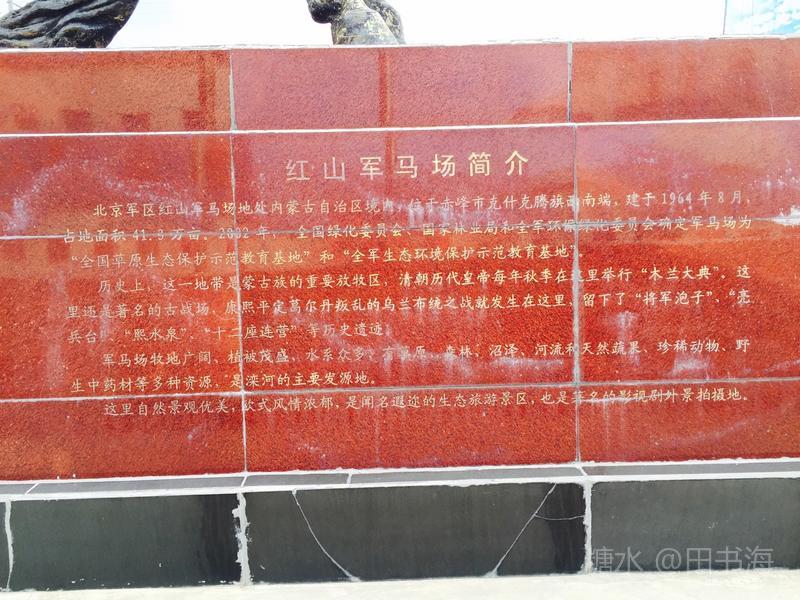 红山军马场简介
北京军区红山军马场地处内蒙古自治区境内，位于赤峰市克什克腾旗西南端，建于1964年8月，
占地面积41.3万亩。2002年，全国绿化委员会、国家林业局和全军环保绿化委员会确定军马场为
“全国草原生态保护示范教育基地”和“全军生态环境保护示范教育基地”
历史上，这一地带是蒙古族的重要放牧区，清朝历代皇帝每年秋季在这里举行“木兰大典”。这
里还是著名的古战场，康熙平定葛尔丹叛乱的乌兰布统之战就发生在这里，留下了“将军泡子”、“亮
兵台”、“熙水泉”、“十二座连营”等历史遗迹。
军马场牧地广阔，植被茂盛，水系众多，有草原、森林、沼泽、河流和天然蔬果、珍稀动物、野
生中药材等多种资源，是滦河的主要发源地。
这里自然景观优美，欧式风情浓郁，是闻名遐迩的生态旅游景区，也是著名的影视剧外景拍摄地。
糖水 @田书海